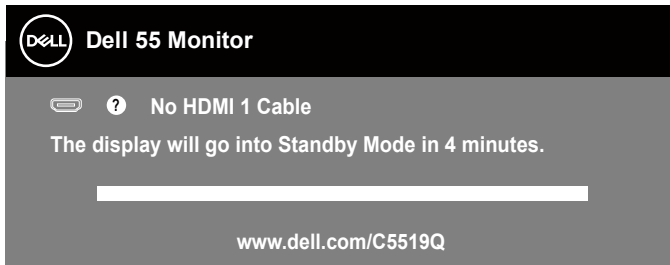 DELL Dell 55 Monitor
? No HDMI 1 Cable
The display will go into Standby Mode in 4 minutes.
www.dell.com/C5519Q